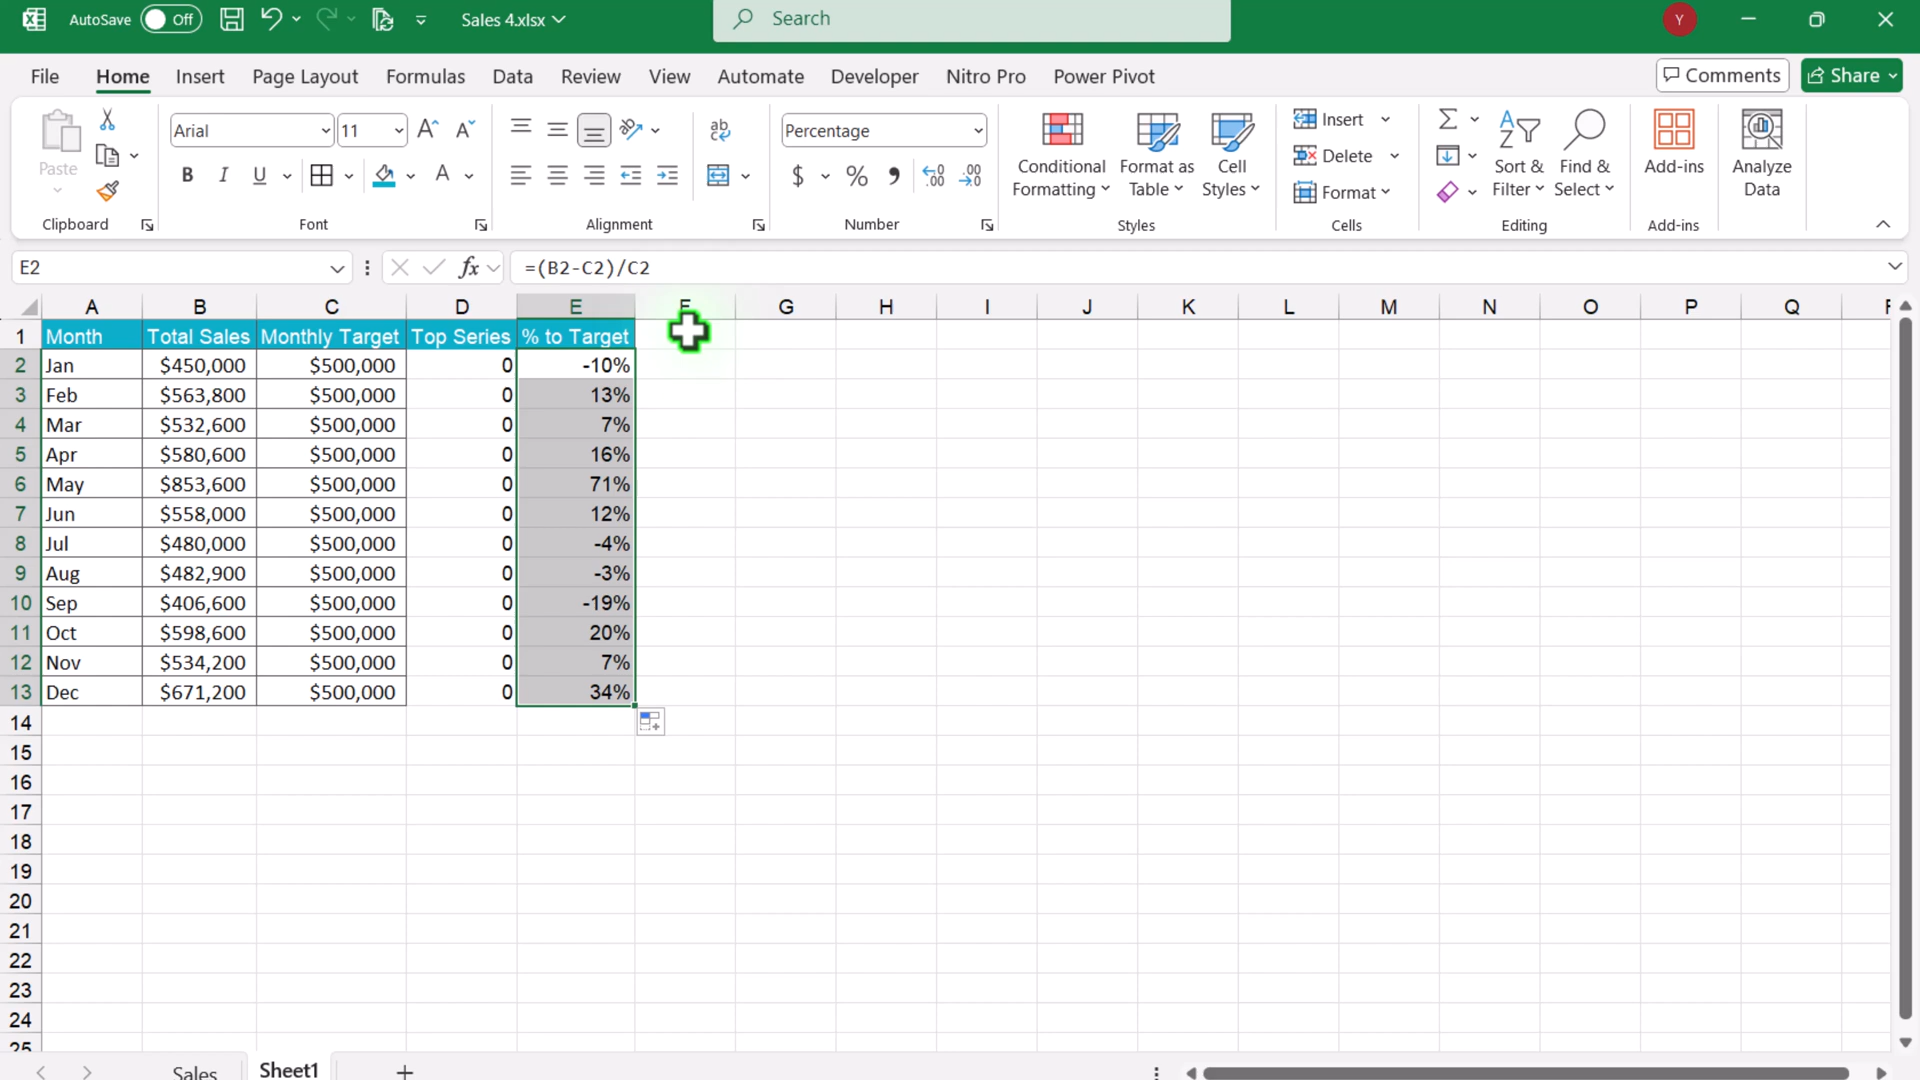 AutoSave Off Sales 4.xlsx Search Y
File Home Insert Page Layout Formulas Data Review View Automate Developer Nitro Pro Power Pivot Comments Share
Paste
Clipboard
Arial 11
B I U A
Font
ab
Alignment
Percentage
$ % , .00 .00
Number
Conditional Formatting
Format as Table
Cell Styles
Styles
Insert
Delete
Format
Cells
Sort & Filter
Find & Select
Editing
Add-ins
Add-ins
Analyze Data
E2 fx =(B2-C2)/C2
A B C D E F G H I J K L M N O P Q
1 Month Total Sales Monthly Target Top Series % to Target
2 Jan $450,000 $500,000 0 -10%
3 Feb $563,800 $500,000 0 13%
4 Mar $532,600 $500,000 0 7%
5 Apr $580,600 $500,000 0 16%
6 May $853,600 $500,000 0 71%
7 Jun $558,000 $500,000 0 12%
8 Jul $480,000 $500,000 0 -4%
9 Aug $482,900 $500,000 0 -3%
10 Sep $406,600 $500,000 0 -19%
11 Oct $598,600 $500,000 0 20%
12 Nov $534,200 $500,000 0 7%
13 Dec $671,200 $500,000 0 34%
14
15
16
17
18
19
20
21
22
23
24
25
Sales Sheet1